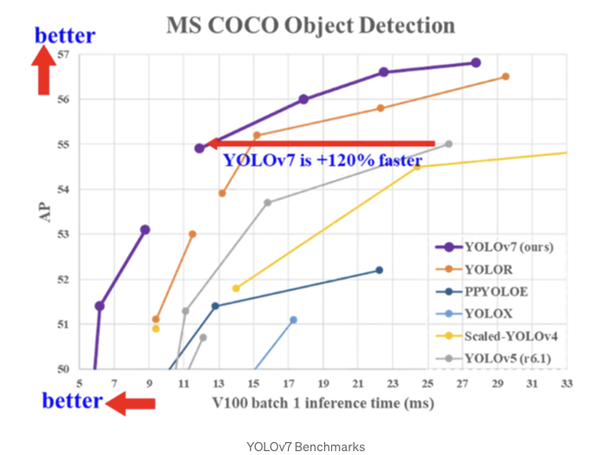 MS COCO Object Detection
better
57
56
55
54
53
52
51
50
AP
YOLOv7 is +120% faster
YOLOv7 (ours)
YOLOR
PPYOLOE
YOLOX
Scaled-YOLOv4
YOLOv5 (r6.1)
5 7 9 11 13 15 17 19 21 23 25 27 29 31 33
better
V100 batch 1 inference time (ms)
YOLOv7 Benchmarks